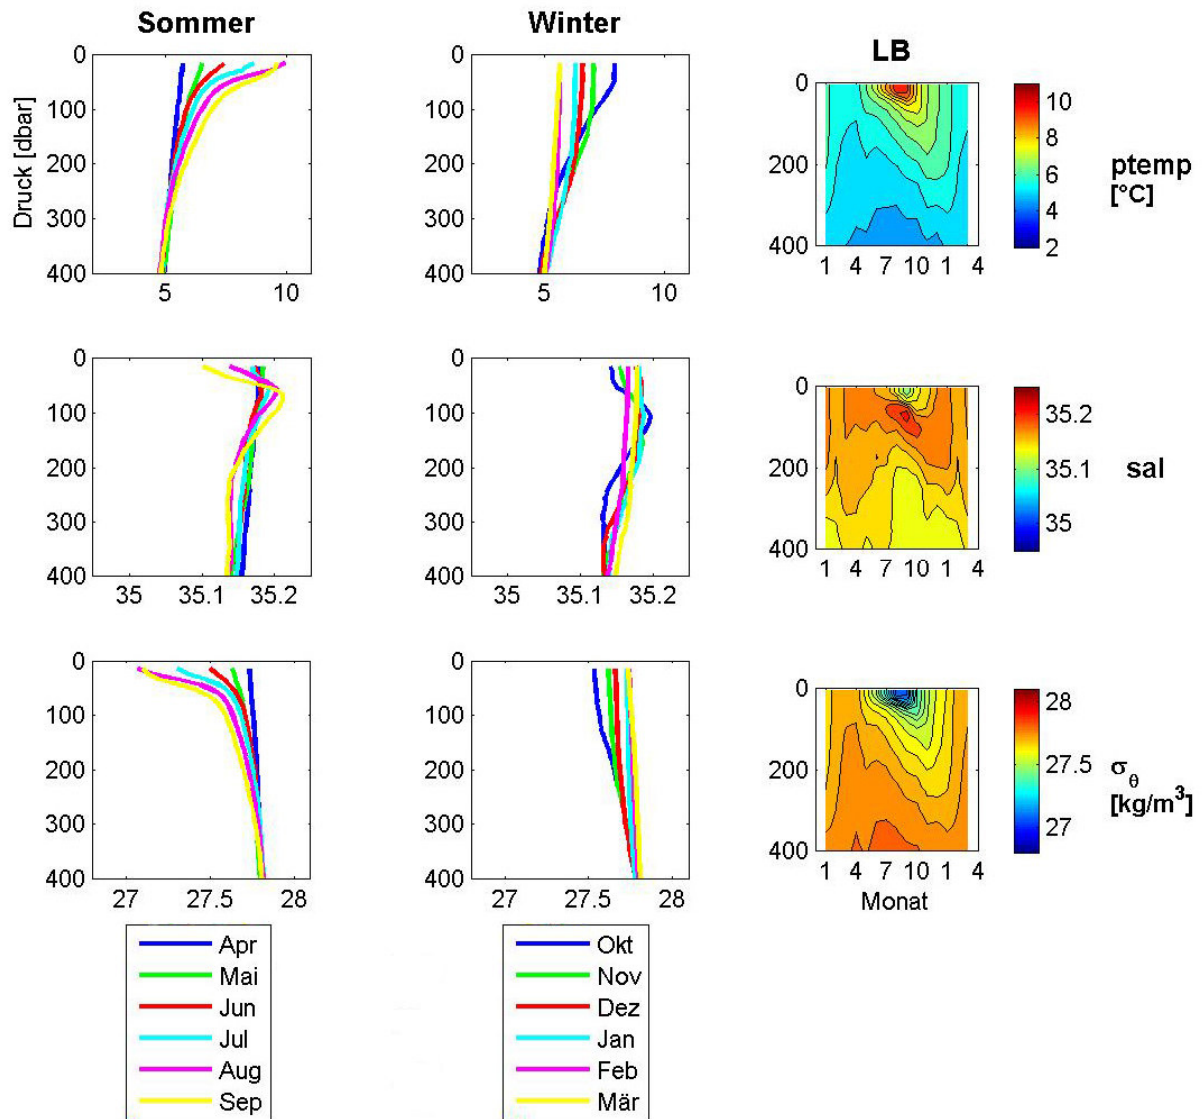 Sommer
Winter
LB
Druck [dbar]
0
100
200
300
400
5 10
0
100
200
300
400
5 10
0
200
400
1 4 7 10 1 4
10
8
6
4
2
ptemp
[°C]
0
100
200
300
400
35 35.1 35.2
0
100
200
300
400
35 35.1 35.2
0
200
400
1 4 7 10 1 4
35.2
35.1
35
sal
0
100
200
300
400
27 27.5 28
0
100
200
300
400
27 27.5 28
0
200
400
1 4 7 10 1 4
Monat
28
27.5
27
σθ
[kg/m³]
Apr
Mai
Jun
Jul
Aug
Sep
Okt
Nov
Dez
Jan
Feb
Mär